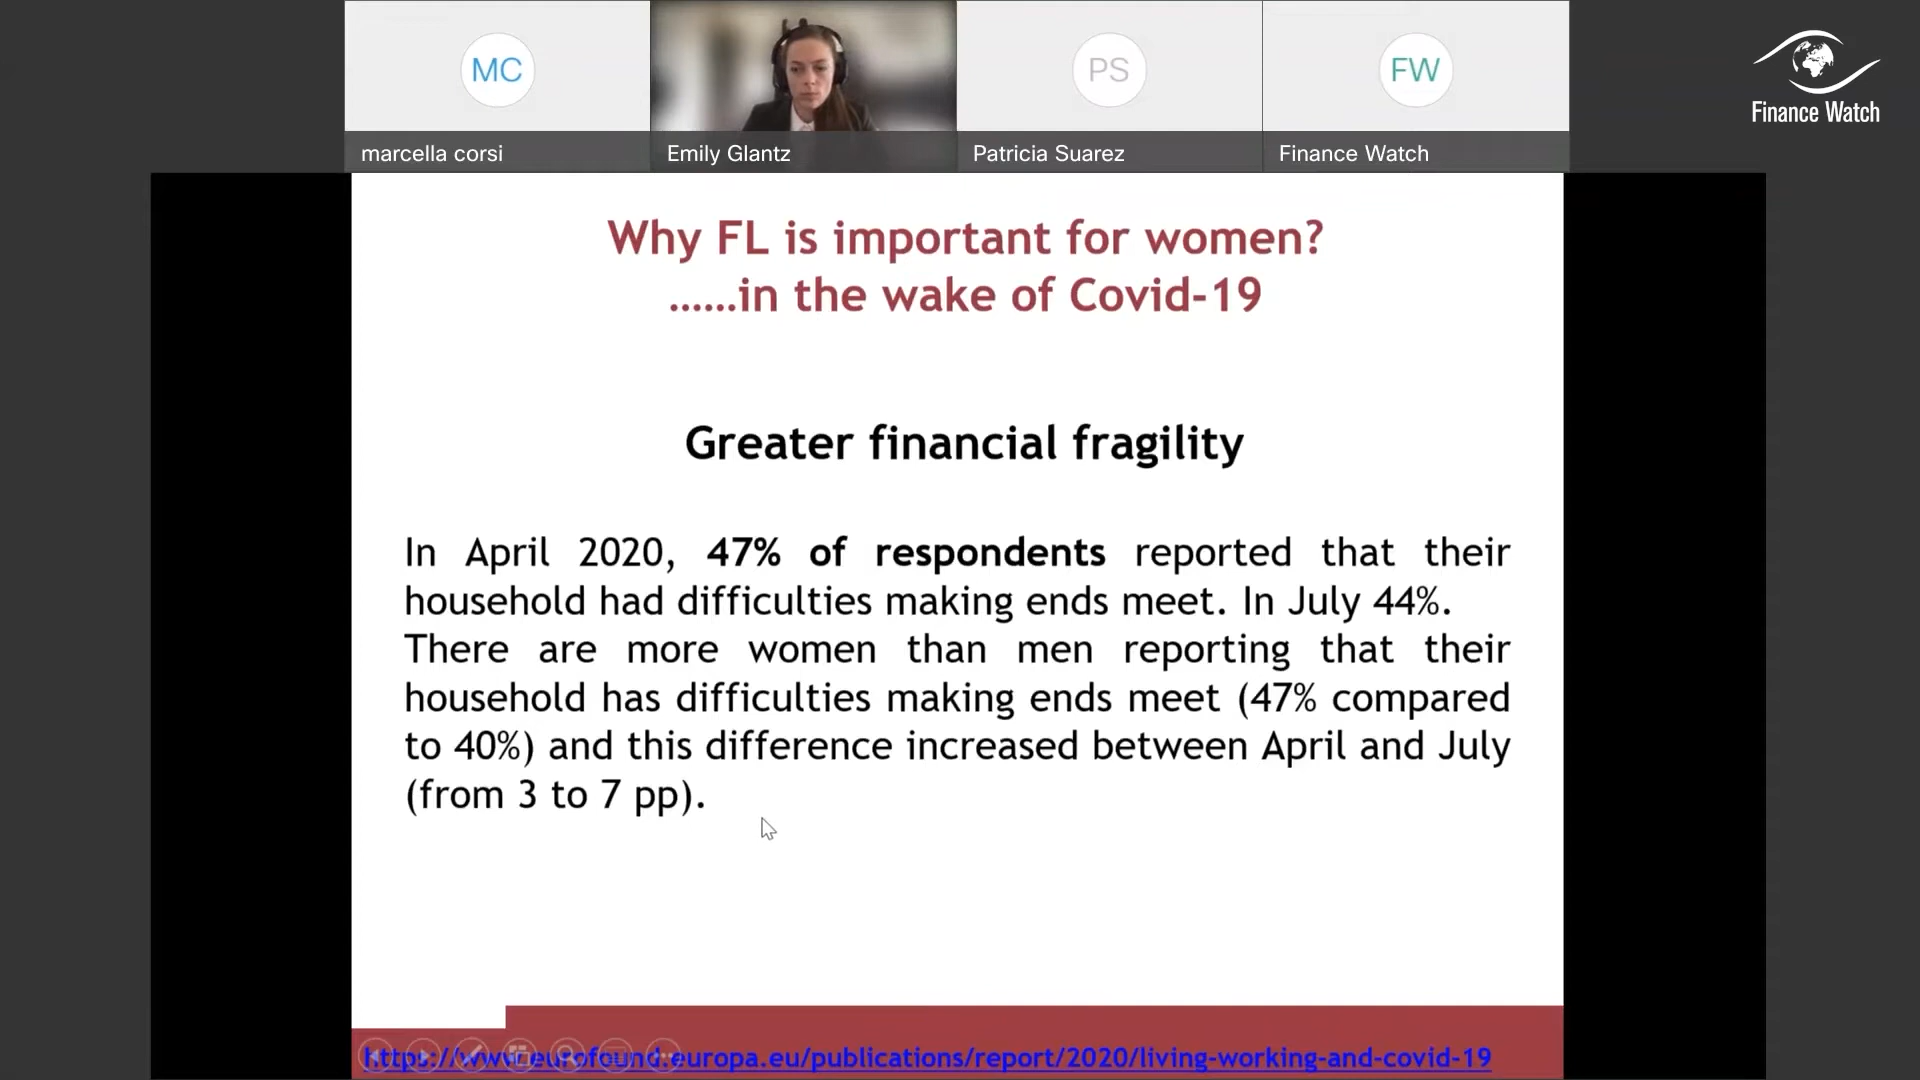 MC
PS
FW
Finance Watch
marcella corsi
Emily Glantz
Patricia Suarez
Finance Watch
Why FL is important for women?
......in the wake of Covid-19
Greater financial fragility
In April 2020, 47% of respondents reported that their
household had difficulties making ends meet. In July 44%.
There are more women than men reporting that their
household has difficulties making ends meet (47% compared
to 40%) and this difference increased between April and July
(from 3 to 7 pp).
https://www.eurofound.europa.eu/publications/report/2020/living-working-and-covid-19